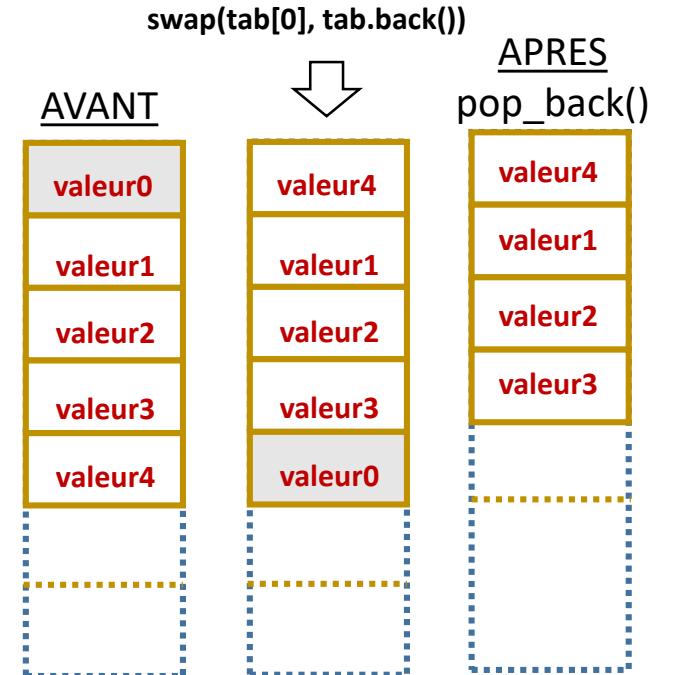 swap(tab[0], tab.back())
AVANT
APRES
pop_back()
valeur0
valeur1
valeur2
valeur3
valeur4
valeur4
valeur1
valeur2
valeur3
valeur0
valeur4
valeur1
valeur2
valeur3